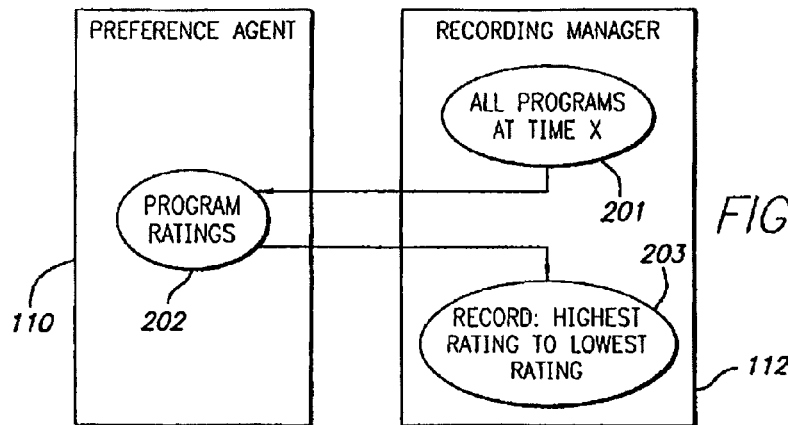 PREFERENCE AGENT
RECORDING MANAGER
ALL PROGRAMS
AT TIME X
201
PROGRAM
RATINGS
202
FIG
203
RECORD: HIGHEST
RATING TO LOWEST
RATING
110
112